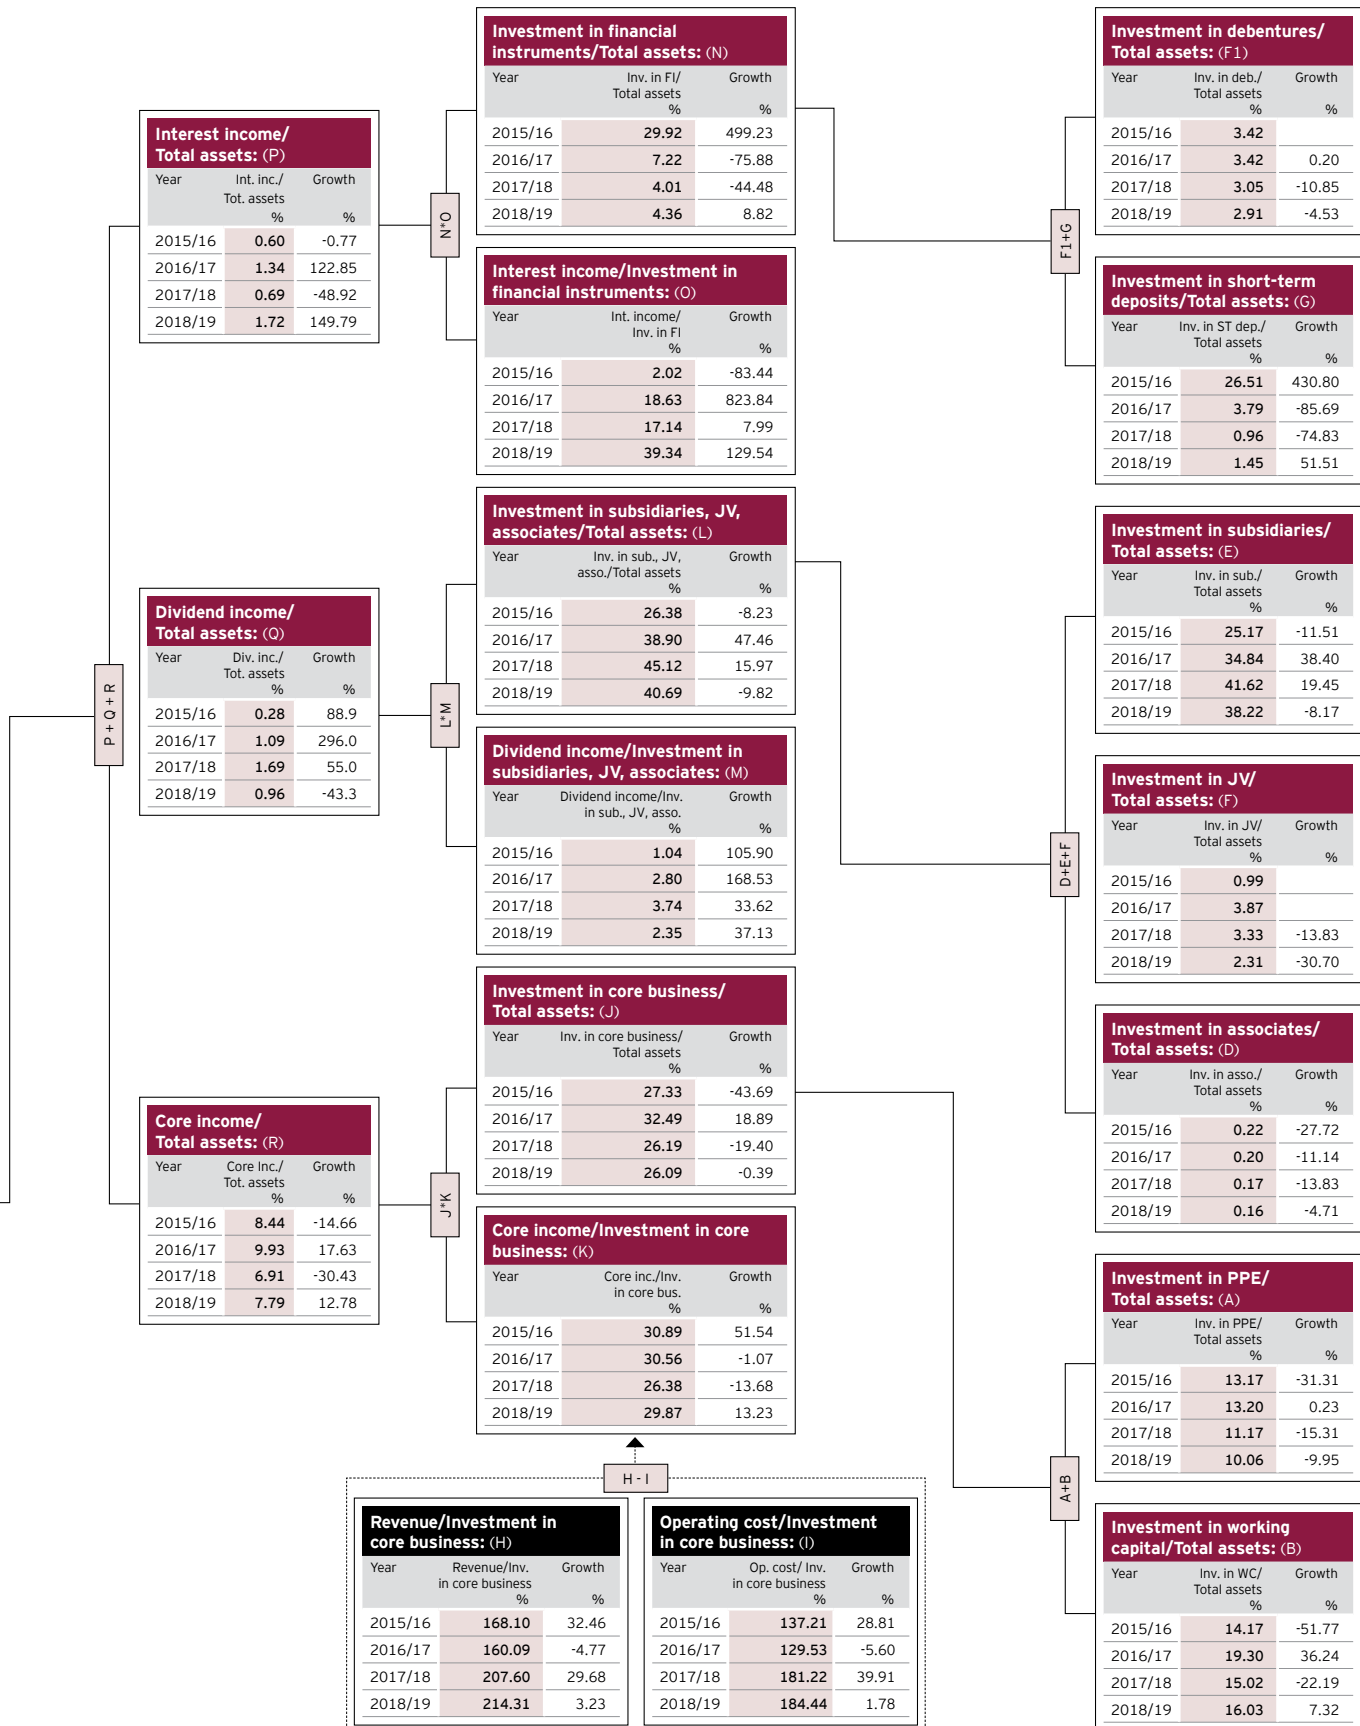 Interest income/
Total assets: (P)
Year Int. inc./ Growth
Tot. assets
% %
2015/16 0.60 -0.77
2016/17 1.34 122.85
2017/18 0.69 -48.92
2018/19 1.72 149.79
Dividend income/
Total assets: (Q)
Year Div. inc./ Growth
Tot. assets
% %
2015/16 0.28 88.9
2016/17 1.09 296.0
2017/18 1.69 55.0
2018/19 0.96 -43.3
Core income/
Total assets: (R)
Year Core Inc./ Growth
Tot. assets
% %
2015/16 8.44 -14.66
2016/17 9.93 17.63
2017/18 6.91 -30.43
2018/19 7.79 12.78
P + Q + R
N*O
L*M
J*K
Investment in financial
instruments/Total assets: (N)
Year Inv. in FI/ Growth
Total assets
% %
2015/16 29.92 499.23
2016/17 7.22 -75.88
2017/18 4.01 -44.48
2018/19 4.36 8.82
Interest income/Investment in
financial instruments: (O)
Year Int. income/ Growth
Inv. in FI
% %
2015/16 2.02 -83.44
2016/17 18.63 823.84
2017/18 17.14 7.99
2018/19 39.34 129.54
Investment in subsidiaries, JV,
associates/Total assets: (L)
Year Inv. in sub., JV, Growth
asso./Total assets
% %
2015/16 26.38 -8.23
2016/17 38.90 47.46
2017/18 45.12 15.97
2018/19 40.69 -9.82
Dividend income/Investment in
subsidiaries, JV, associates: (M)
Year Dividend income/Inv. Growth
in sub., JV, asso.
% %
2015/16 1.04 105.90
2016/17 2.80 168.53
2017/18 3.74 33.62
2018/19 2.35 37.13
Investment in core business/
Total assets: (J)
Year Inv. in core business/ Growth
Total assets
% %
2015/16 27.33 -43.69
2016/17 32.49 18.89
2017/18 26.19 -19.40
2018/19 26.09 -0.39
Core income/Investment in core
business: (K)
Year Core inc./Inv. Growth
in core bus.
% %
2015/16 30.89 51.54
2016/17 30.56 -1.07
2017/18 26.38 -13.68
2018/19 29.87 13.23
H - I
Revenue/Investment in
core business: (H)
Year Revenue/Inv. Growth
in core business
% %
2015/16 168.10 32.46
2016/17 160.09 -4.77
2017/18 207.60 29.68
2018/19 214.31 3.23
Operating cost/Investment
in core business: (I)
Year Op. cost/ Inv. Growth
in core business
% %
2015/16 137.21 28.81
2016/17 129.53 -5.60
2017/18 181.22 39.91
2018/19 184.44 1.78
F1+G
D+E+F
A+B
Investment in debentures/
Total assets: (F1)
Year Inv. in deb./ Growth
Total assets
% %
2015/16 3.42
2016/17 3.42 0.20
2017/18 3.05 -10.85
2018/19 2.91 -4.53
Investment in short-term
deposits/Total assets: (G)
Year Inv. in ST dep./ Growth
Total assets
% %
2015/16 26.51 430.80
2016/17 3.79 -85.69
2017/18 0.96 -74.83
2018/19 1.45 51.51
Investment in subsidiaries/
Total assets: (E)
Year Inv. in sub./ Growth
Total assets
% %
2015/16 25.17 -11.51
2016/17 34.84 38.40
2017/18 41.62 19.45
2018/19 38.22 -8.17
Investment in JV/
Total assets: (F)
Year Inv. in JV/ Growth
Total assets
% %
2015/16 0.99
2016/17 3.87
2017/18 3.33 -13.83
2018/19 2.31 -30.70
Investment in associates/
Total assets: (D)
Year Inv. in asso./ Growth
Total assets
% %
2015/16 0.22 -27.72
2016/17 0.20 -11.14
2017/18 0.17 -13.83
2018/19 0.16 -4.71
Investment in PPE/
Total assets: (A)
Year Inv. in PPE/ Growth
Total assets
% %
2015/16 13.17 -31.31
2016/17 13.20 0.23
2017/18 11.17 -15.31
2018/19 10.06 -9.95
Investment in working
capital/Total assets: (B)
Year Inv. in WC/ Growth
Total assets
% %
2015/16 14.17 -51.77
2016/17 19.30 36.24
2017/18 15.02 -22.19
2018/19 16.03 7.32